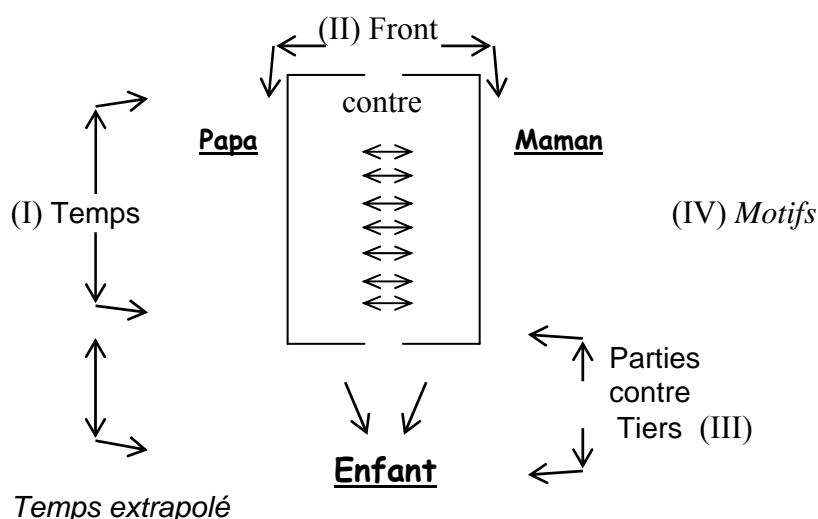 (II) Front
contre
Papa
Maman
(I) Temps
(IV) Motifs
Parties
contre
Tiers (III)
Enfant
Temps extrapolé